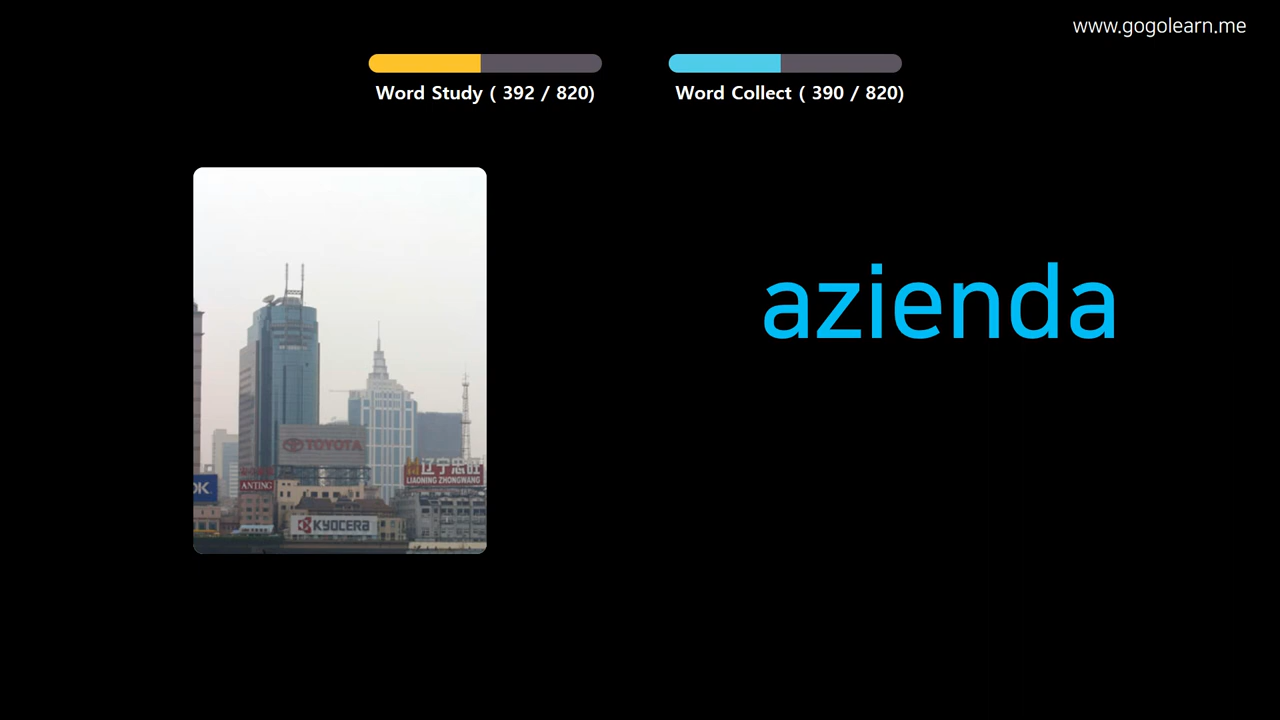 www.gogolearn.me
Word Study ( 392 / 820)
Word Collect ( 390 / 820)
azienda
TOYOTA
辽宁忠旺
LIAONING ZHONGWANG
OK
ANTING
KYOCERA